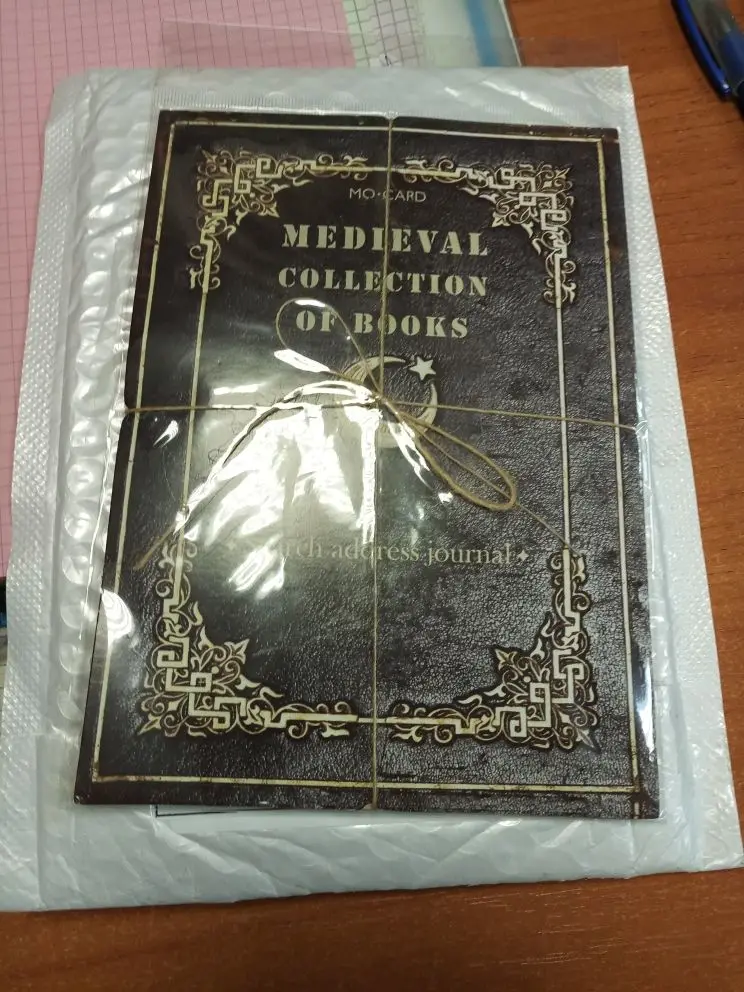 MO·CARD
MEDIEVAL
COLLECTION
OF BOOKS
address journal